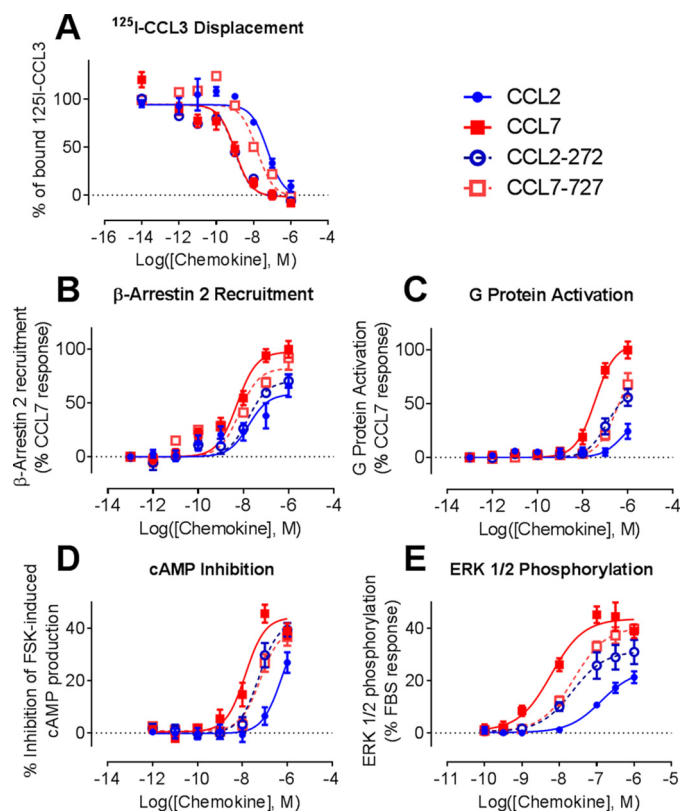 A
¹²⁵I-CCL3 Displacement
% of bound 125I-CCL3
100
50
0
-16 -14 -12 -10 -8 -6 -4
Log([Chemokine], M)
CCL2
CCL7
CCL2-272
CCL7-727
B
β-Arrestin 2 Recruitment
β-Arrestin 2 recruitment
(% CCL7 response)
100
50
0
-14 -12 -10 -8 -6 -4
Log([Chemokine], M)
C
G Protein Activation
G Protein Activation
(% CCL7 response)
100
50
0
-14 -12 -10 -8 -6 -4
Log([Chemokine], M)
D
cAMP Inhibition
% Inhibition of FSK-induced
cAMP production
40
20
0
-14 -12 -10 -8 -6 -4
Log([Chemokine], M)
E
ERK 1/2 Phosphorylation
ERK 1/2 phosphorylation
(% FBS response)
40
20
0
-10 -9 -8 -7 -6 -5
Log([Chemokine], M)